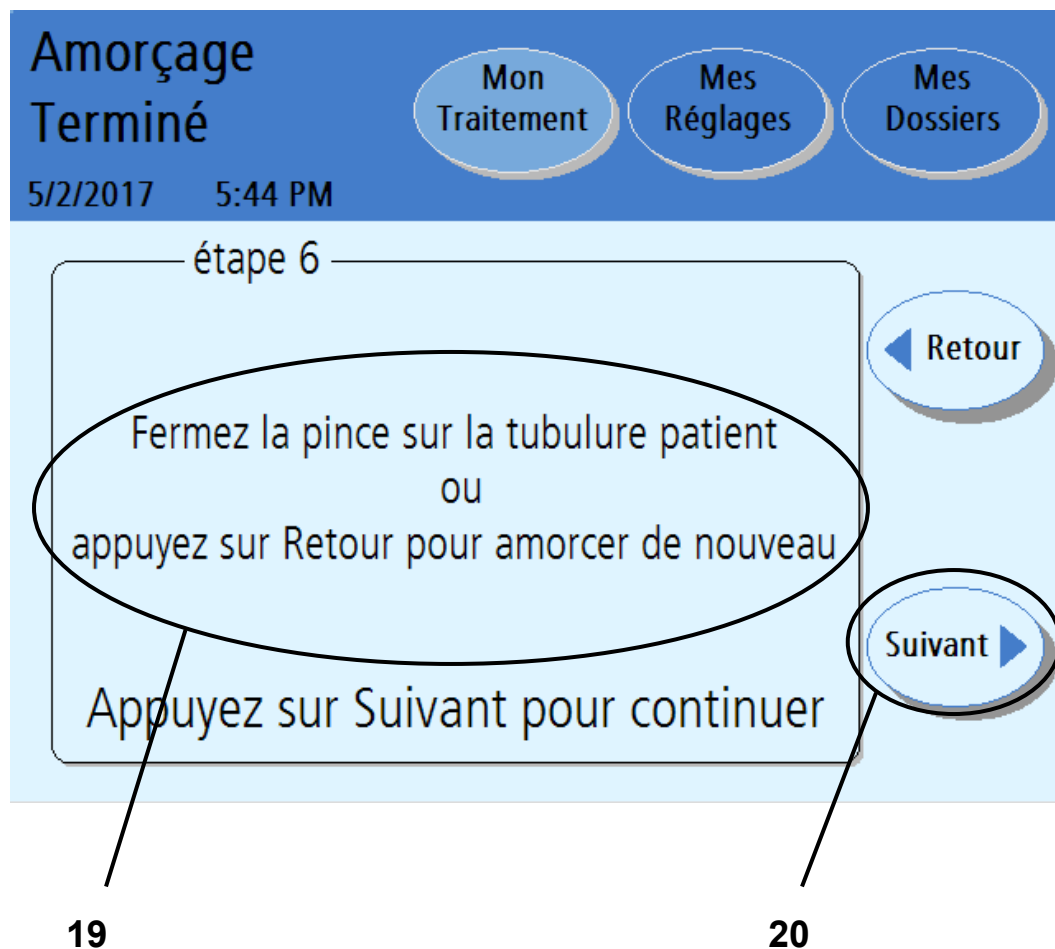 Amorçage
Terminé
5/2/2017 5:44 PM
Mon
Traitement
Mes
Réglages
Mes
Dossiers
étape 6
Fermez la pince sur la tubulure patient
ou
appuyez sur Retour pour amorcer de nouveau
Appuyez sur Suivant pour continuer
Retour
Suivant
19
20